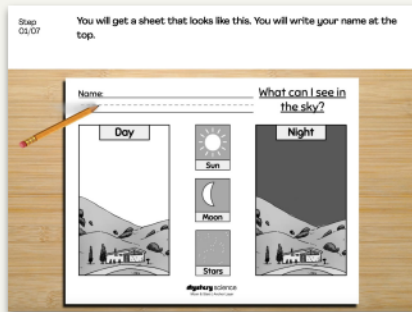 Step
01/07
You will get a sheet that looks like this. You will write your name at the
top.
Name:
What can I see in
the sky?
Day
Night
Sun
Moon
Stars
mystery science